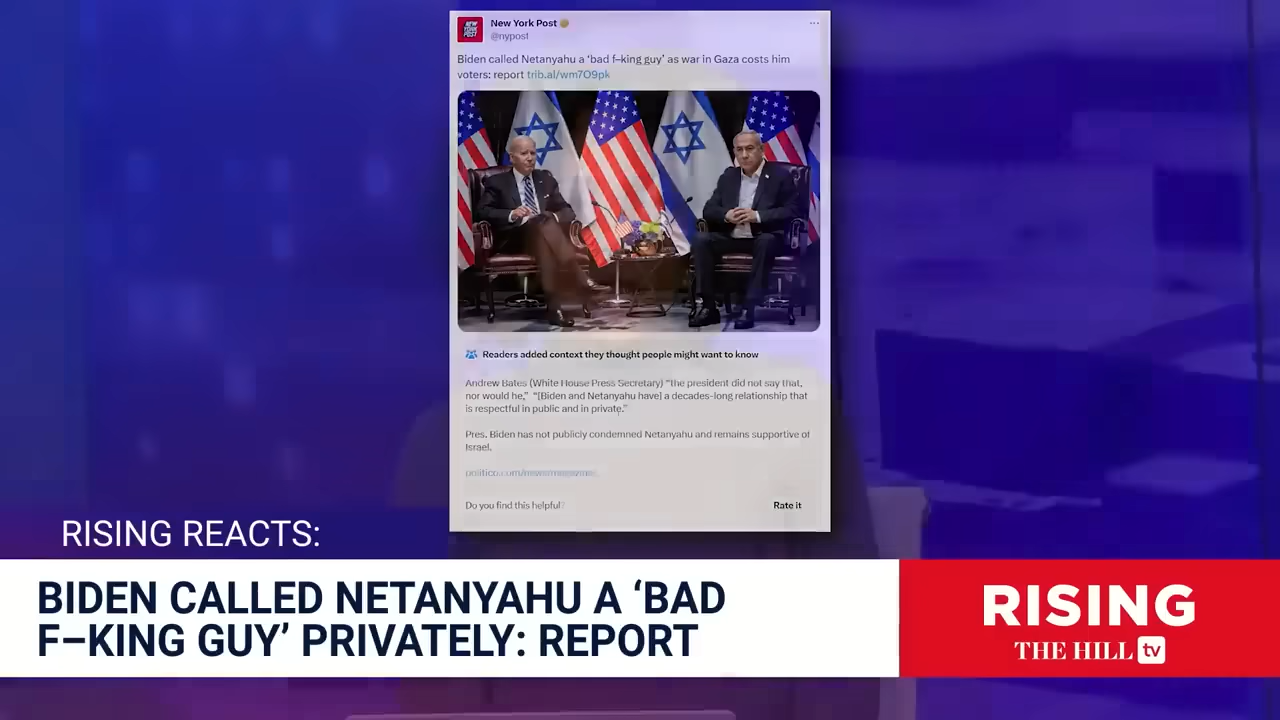 NEW
YORK
POST
New York Post
@nypost
Biden called Netanyahu a ‘bad f–king guy’ as war in Gaza costs him
voters: report trib.al/wm7O9pk
Readers added context they thought people might want to know
Andrew Bates (White House Press Secretary) “the president did not say that,
nor would he,” “[Biden and Netanyahu have] a decades-long relationship that
is respectful in public and in private.”
Pres. Biden has not publicly condemned Netanyahu and remains supportive of
Israel.
Do you find this helpful?
Rate it
RISING REACTS:
BIDEN CALLED NETANYAHU A ‘BAD
F–KING GUY’ PRIVATELY: REPORT
RISING
THE HILL tv